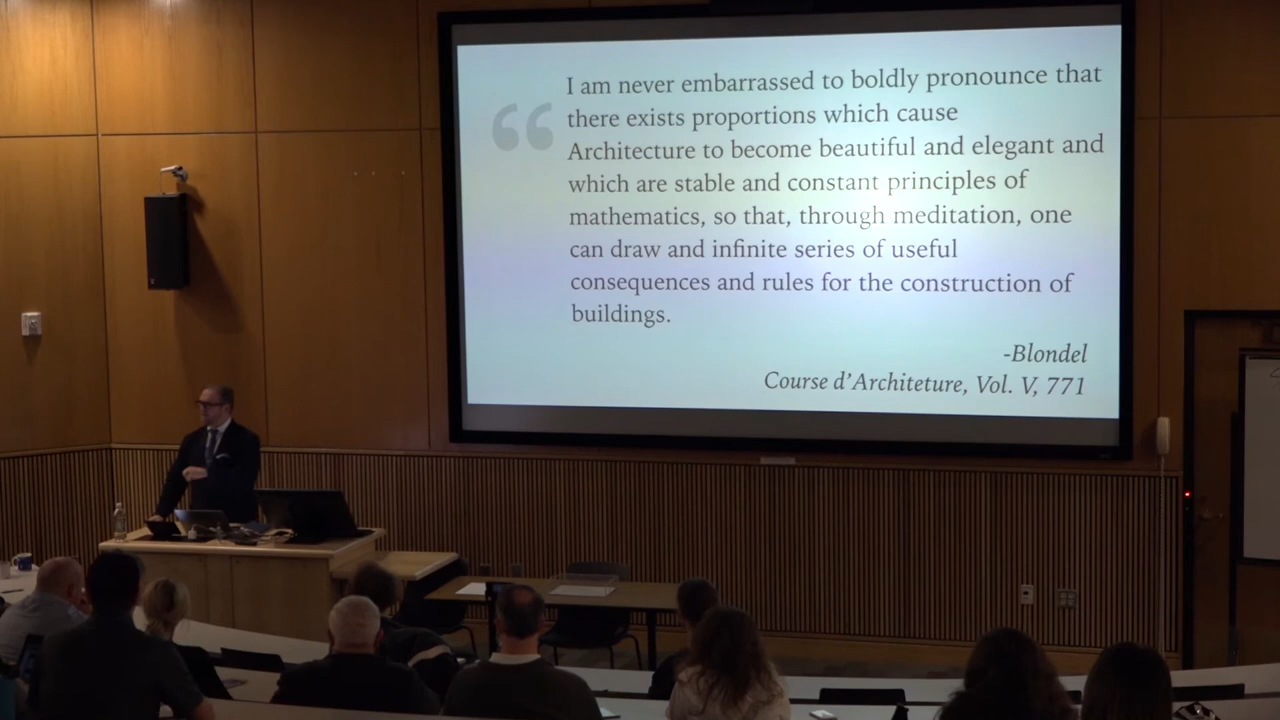 “
I am never embarrassed to boldly pronounce that
there exists proportions which cause
Architecture to become beautiful and elegant and
which are stable and constant principles of
mathematics, so that, through meditation, one
can draw and infinite series of useful
consequences and rules for the construction of
buildings.
-Blondel
Course d'Architeture, Vol. V, 771